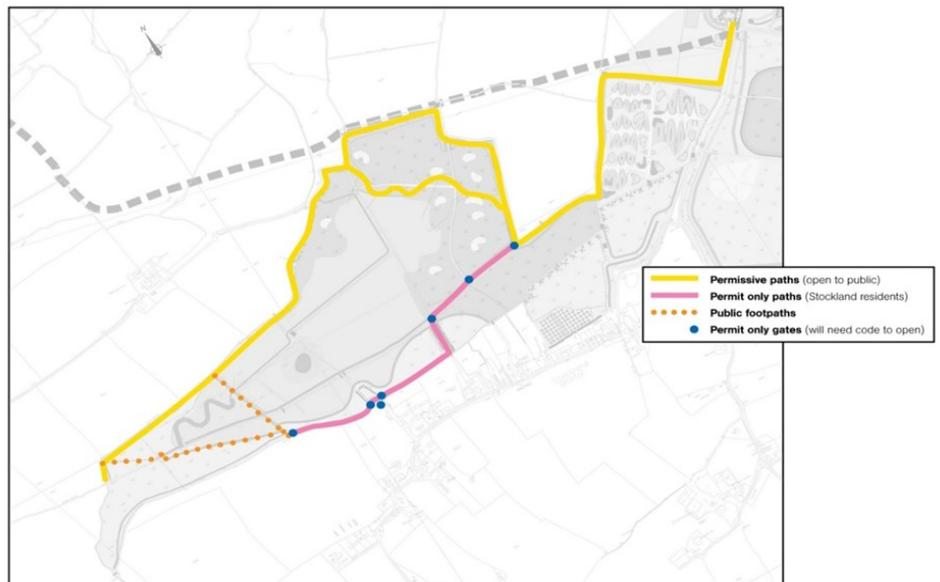 N
Permissive paths (open to public)
Permit only paths (Stockland residents)
Public footpaths
Permit only gates (will need code to open)